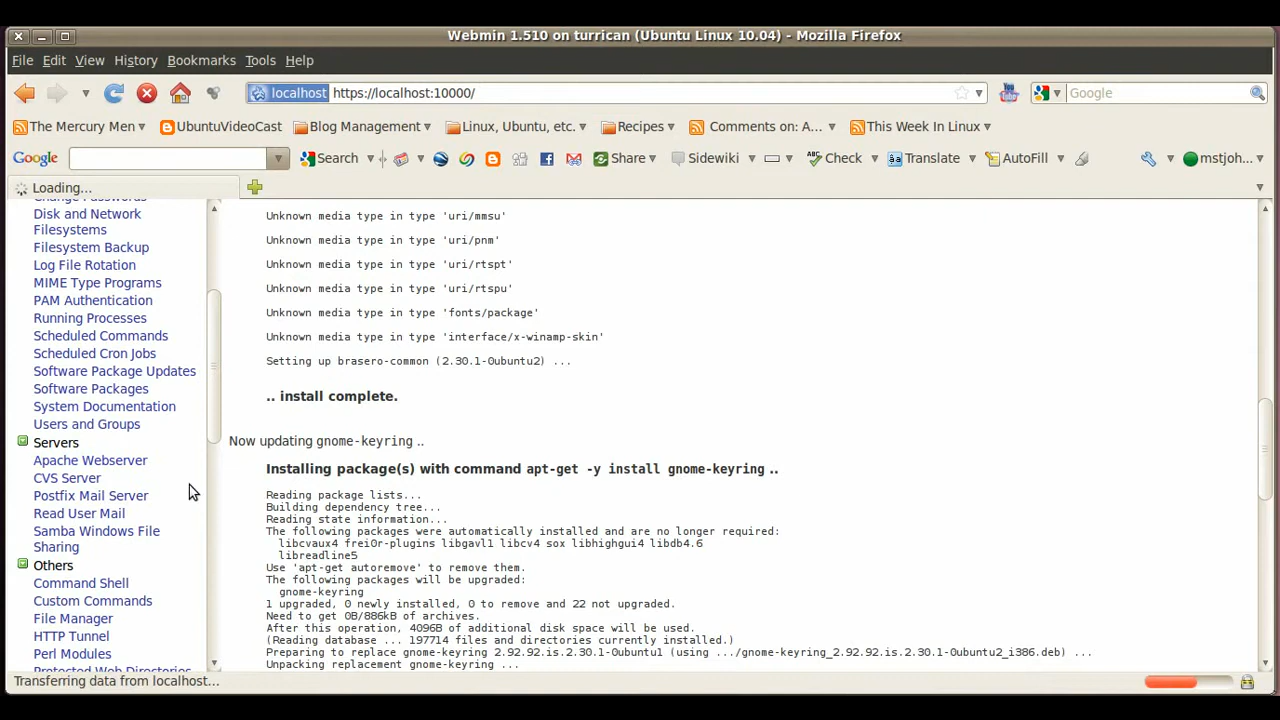 Webmin 1.510 on turrican (Ubuntu Linux 10.04) - Mozilla Firefox
File Edit View History Bookmarks Tools Help
localhost https://localhost:10000/
You Tube
Google
The Mercury Men UbuntuVideoCast Blog Management Linux, Ubuntu, etc. Recipes Comments on: A... This Week In Linux
Google Search Share Sidewiki ABC Check Translate AutoFill mstjoh...
Loading...
Change Passwords
Disk and Network
Filesystems
Filesystem Backup
Log File Rotation
MIME Type Programs
PAM Authentication
Running Processes
Scheduled Commands
Scheduled Cron Jobs
Software Package Updates
Software Packages
System Documentation
Users and Groups
Servers
Apache Webserver
CVS Server
Postfix Mail Server
Read User Mail
Samba Windows File
Sharing
Others
Command Shell
Custom Commands
File Manager
HTTP Tunnel
Perl Modules
Protected Web Directories
Unknown media type in type 'uri/mmsu'
Unknown media type in type 'uri/pnm'
Unknown media type in type 'uri/rtspt'
Unknown media type in type 'uri/rtspu'
Unknown media type in type 'fonts/package'
Unknown media type in type 'interface/x-winamp-skin'
Setting up brasero-common (2.30.1-0ubuntu2) ...
.. install complete.
Now updating gnome-keyring ..
Installing package(s) with command apt-get -y install gnome-keyring ..
Reading package lists...
Building dependency tree...
Reading state information...
The following packages were automatically installed and are no longer required:
libcvaux4 frei0r-plugins libgavl1 libcv4 sox libhighgui4 libdb4.6
libreadline5
Use 'apt-get autoremove' to remove them.
The following packages will be upgraded:
gnome-keyring
1 upgraded, 0 newly installed, 0 to remove and 22 not upgraded.
Need to get 0B/886kB of archives.
After this operation, 4096B of additional disk space will be used.
(Reading database ... 197714 files and directories currently installed.)
Preparing to replace gnome-keyring 2.92.92.is.2.30.1-0ubuntu1 (using .../gnome-keyring_2.92.92.is.2.30.1-0ubuntu2_i386.deb) ...
Unpacking replacement gnome-keyring ...
Transferring data from localhost...